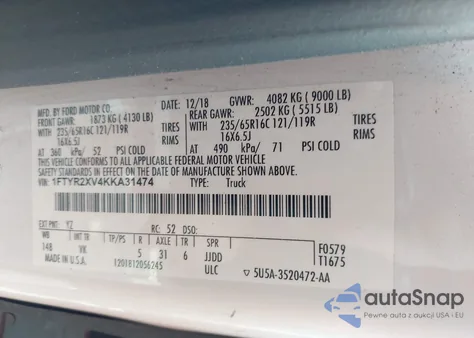 MFD. BY FORD MOTOR CO.
12/18 GVWR: 4082 KG ( 9000 LB)
FRONT GAWR: 1873 KG ( 4130 LB) REAR GAWR: 2502 KG ( 5515 LB)
WITH 235/65R16C 121/119R TIRES WITH 235/65R16C 121/119R TIRES
16X6.5J RIMS 16X6.5J RIMS
AT 360 kPa/ 52 PSI COLD AT 490 kPa/ 71 PSI COLD
THIS VEHICLE CONFORMS TO ALL APPLICABLE FEDERAL MOTOR VEHICLE
SAFETY STANDARDS IN EFFECT ON THE DATE OF MANUFACTURE SHOWN ABOVE.
VIN: 1FTYR2XV4KKA31474 TYPE: Truck
EXT PNT: YZ RC: 52 DSO:
WB INT TR TP/PS R AXLE TR SPR
148 VK 5 31 6 JJDD F0579
MADE IN U.S.A. 1201812056245 ULC T1675
5U5A-3520472-AA
autoSnap
Pewne auto z aukcji USA - EU